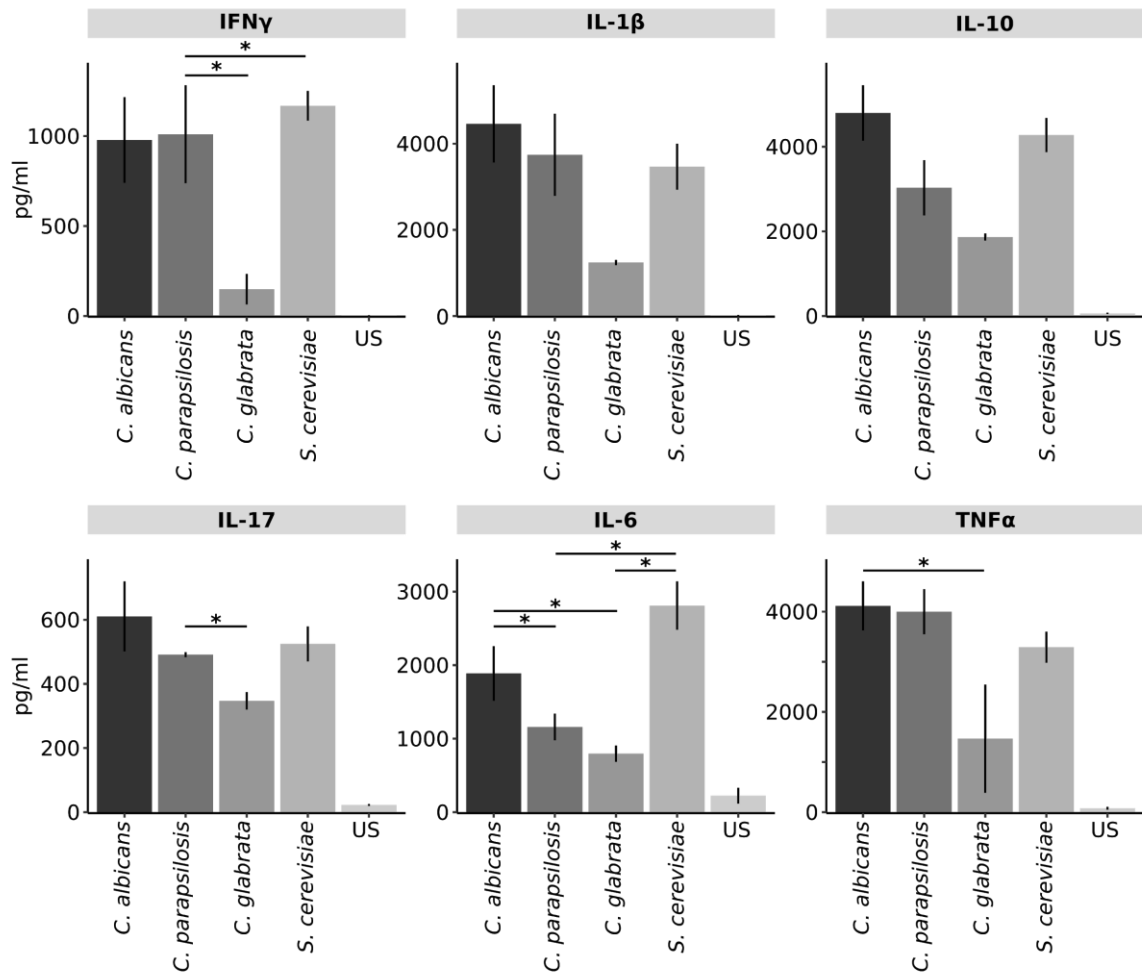 IFNγ
*
*
1000
500
0
pg/ml
C. albicans
C. parapsilosis
C. glabrata
S. cerevisiae
US
IL-1β
4000
2000
0
C. albicans
C. parapsilosis
C. glabrata
S. cerevisiae
US
IL-10
4000
2000
0
C. albicans
C. parapsilosis
C. glabrata
S. cerevisiae
US
IL-17
*
600
400
200
0
pg/ml
C. albicans
C. parapsilosis
C. glabrata
S. cerevisiae
US
IL-6
*
*
*
*
3000
2000
1000
0
C. albicans
C. parapsilosis
C. glabrata
S. cerevisiae
US
TNFα
*
4000
2000
0
C. albicans
C. parapsilosis
C. glabrata
S. cerevisiae
US